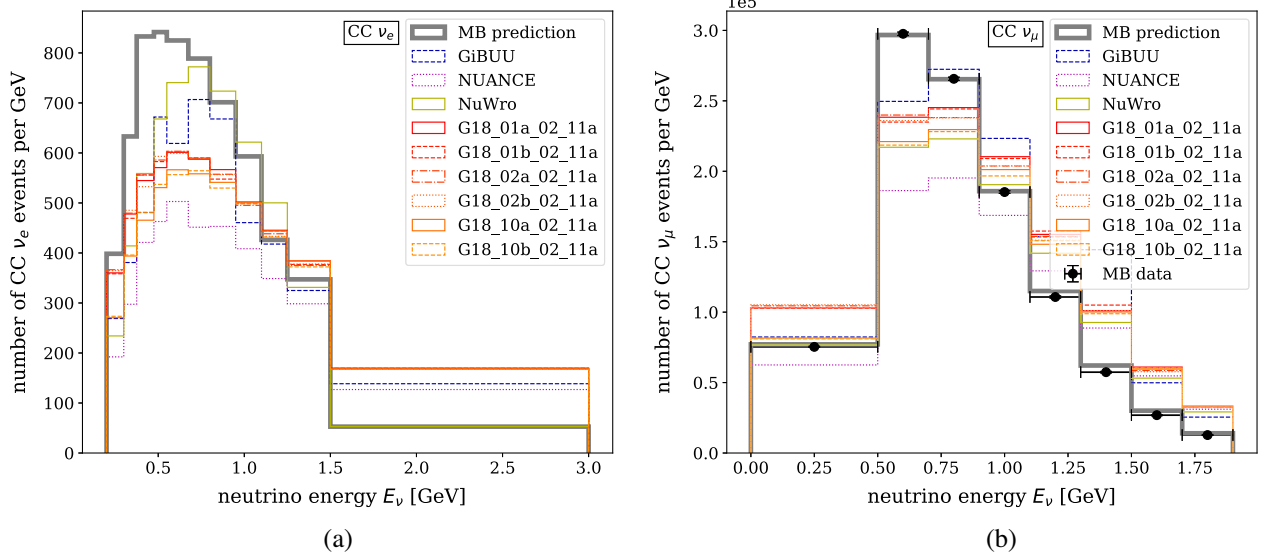 CC νe
MB prediction
GiBUU
NUANCE
NuWro
G18_01a_02_11a
G18_01b_02_11a
G18_02a_02_11a
G18_02b_02_11a
G18_10a_02_11a
G18_10b_02_11a
number of CC νe events per GeV
800
700
600
500
400
300
200
100
0
0.5 1.0 1.5 2.0 2.5 3.0
neutrino energy Eν [GeV]
(a)
1e5
CC νμ
MB prediction
GiBUU
NUANCE
NuWro
G18_01a_02_11a
G18_01b_02_11a
G18_02a_02_11a
G18_02b_02_11a
G18_10a_02_11a
G18_10b_02_11a
MB data
number of CC νμ events per GeV
3.0
2.5
2.0
1.5
1.0
0.5
0.0
0.00 0.25 0.50 0.75 1.00 1.25 1.50 1.75
neutrino energy Eν [GeV]
(b)